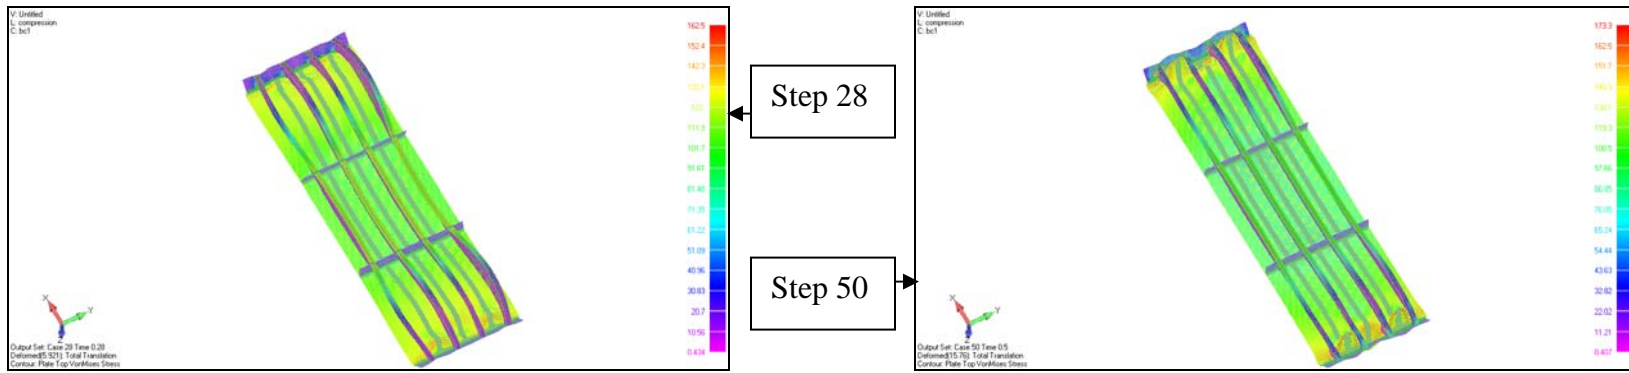 V: Untitled
L: compression
C: bc1
162.5
152.4
142.3
111.8
101.7
91.60
81.48
71.35
61.22
51.09
40.96
30.83
20.7
10.56
0.434
X
Y
Z
Output Set: Case 28 Time 0.28
Deformed(5.921): Total Translation
Contour: Plate Top VonMises Stress
Step 28
Step 50
V: Untitled
L: compression
C: bc1
173.3
162.5
119.3
108.5
97.66
86.85
76.05
65.24
54.44
43.63
32.82
22.02
11.21
0.407
X
Y
Z
Output Set: Case 50 Time 0.5
Deformed(15.76): Total Translation
Contour: Plate Top VonMises Stress